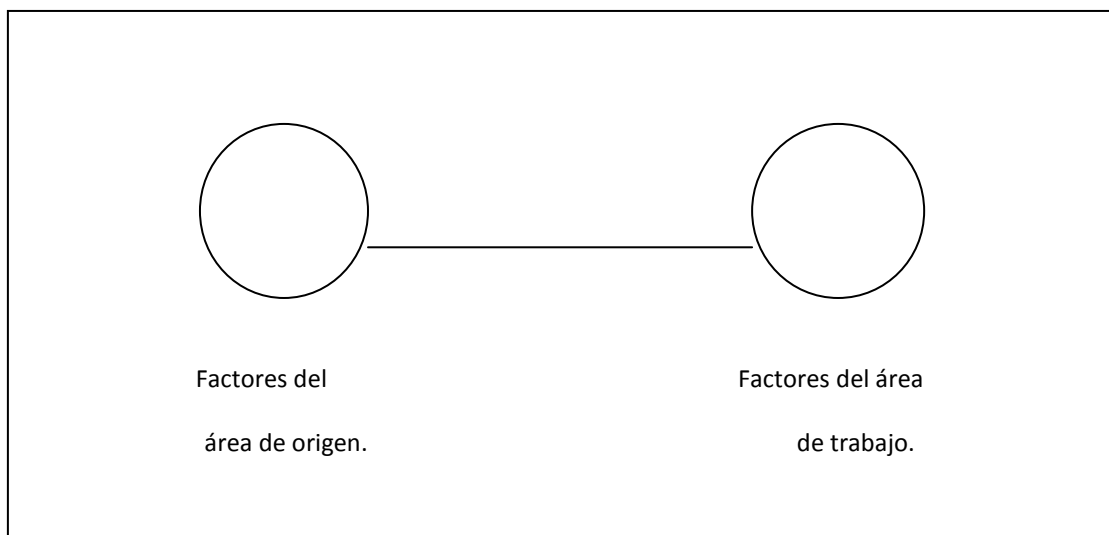 Factores del
área de origen.
Factores del área
de trabajo.